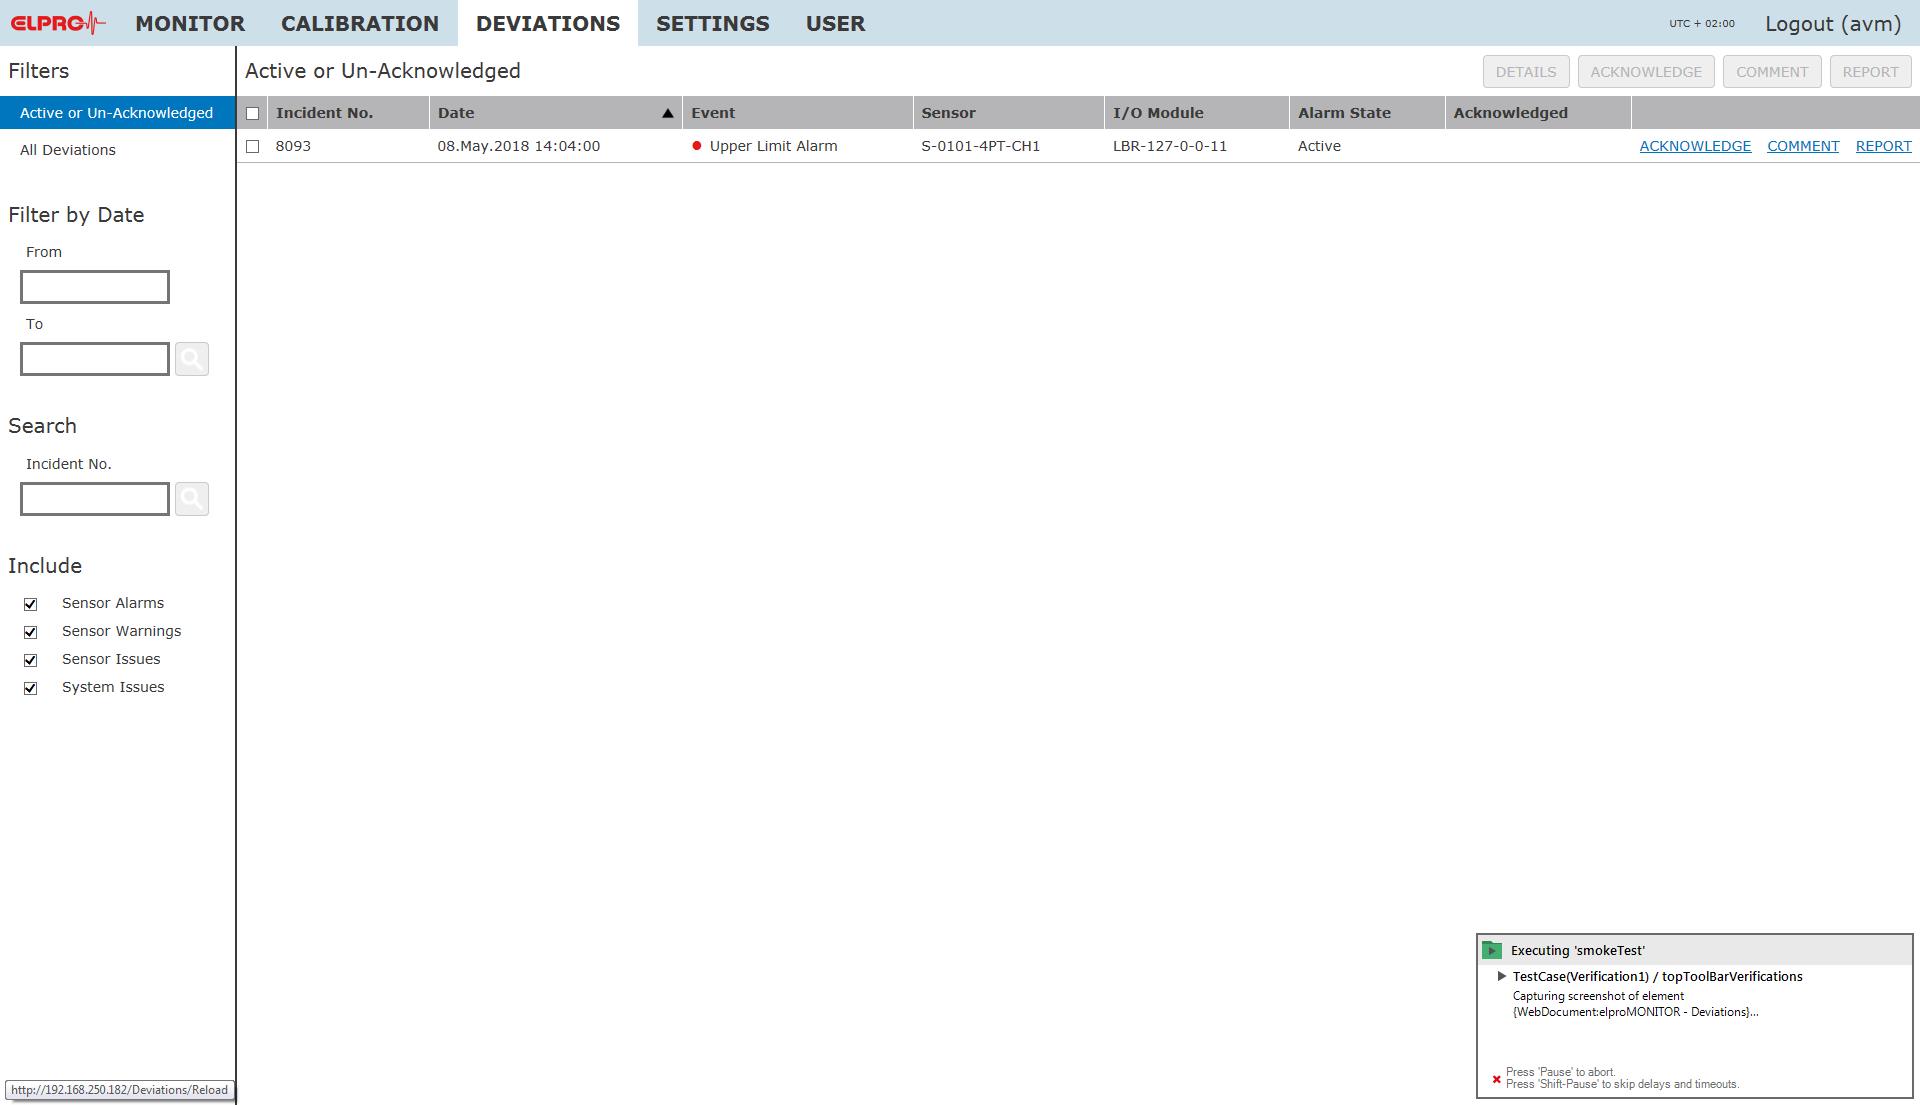 ELPRO MONITOR CALIBRATION DEVIATIONS SETTINGS USER UTC + 02:00 Logout (avm)
Filters
Active or Un-Acknowledged
All Deviations
Filter by Date
From
To
Search
Incident No.
Include
Sensor Alarms
Sensor Warnings
Sensor Issues
System Issues
Active or Un-Acknowledged DETAILS ACKNOWLEDGE COMMENT REPORT
Incident No. Date Event Sensor I/O Module Alarm State Acknowledged
8093 08.May.2018 14:04:00 Upper Limit Alarm S-0101-4PT-CH1 LBR-127-0-0-11 Active ACKNOWLEDGE COMMENT REPORT
Executing 'smokeTest'
TestCase(Verification1) / topToolBarVerifications
Capturing screenshot of element
{WebDocument:elproMONITOR - Deviations}...
Press 'Pause' to abort.
Press 'Shift-Pause' to skip delays and timeouts.
http://192.168.250.182/Deviations/Reload